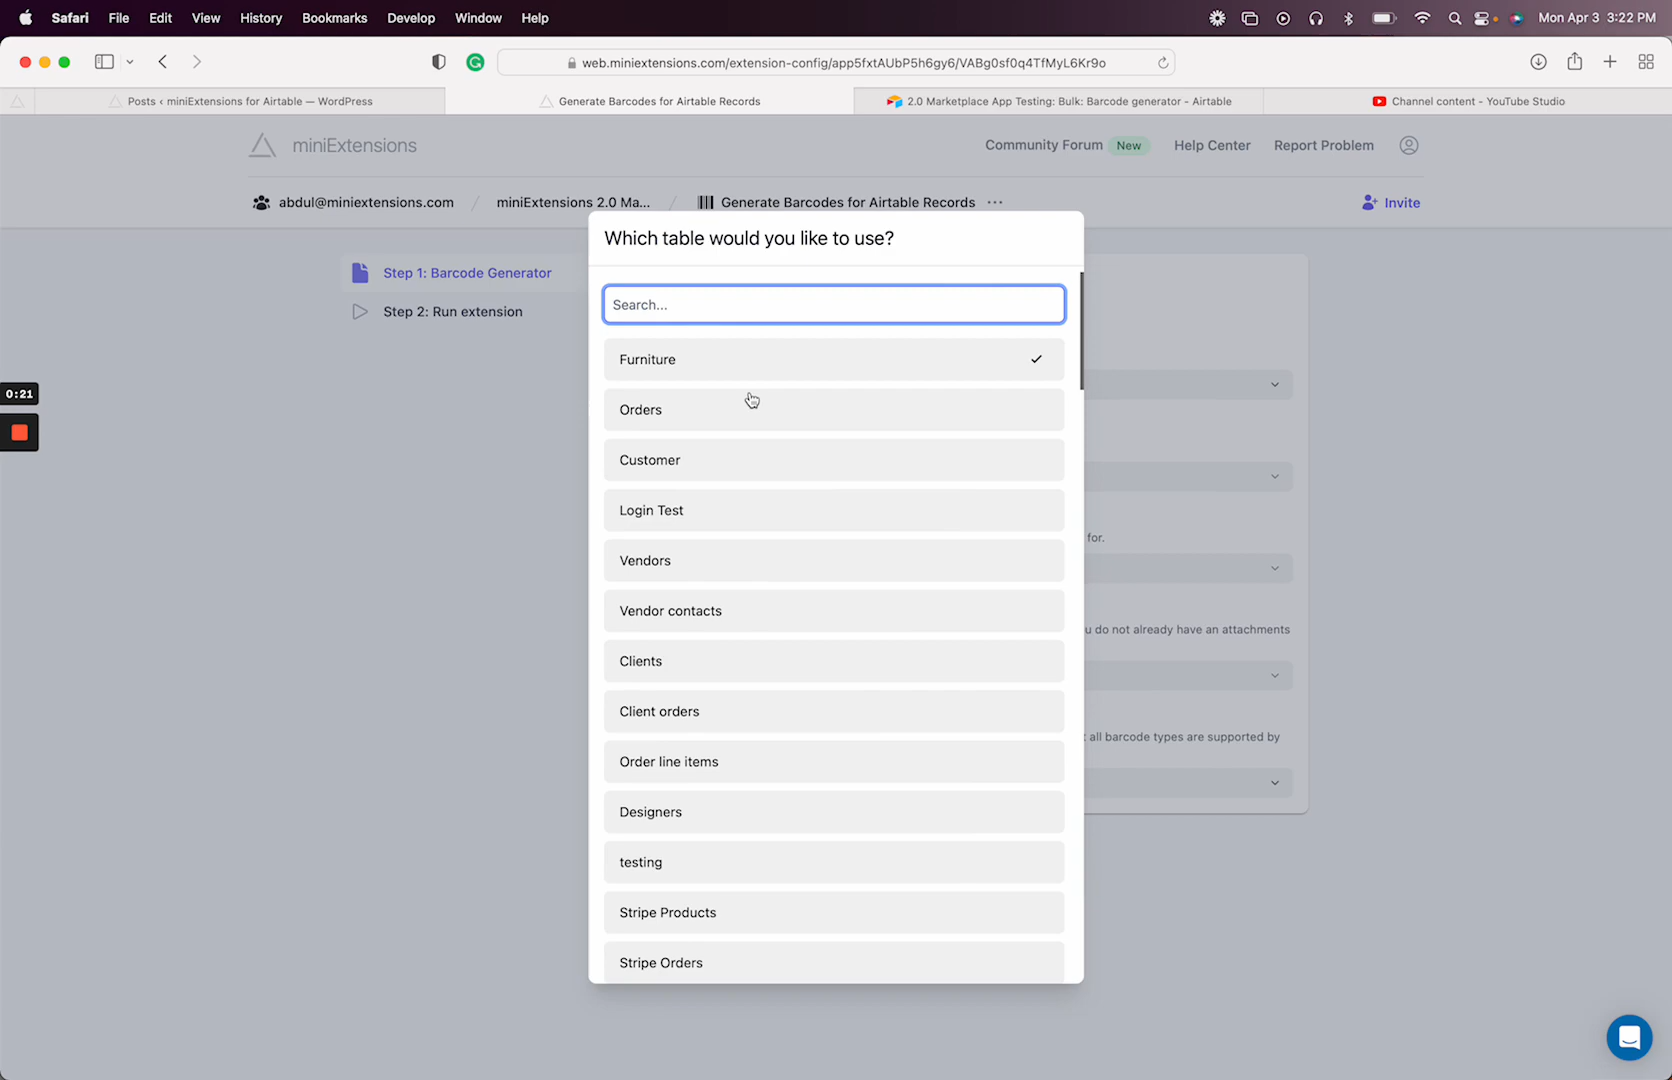 Safari File Edit View History Bookmarks Develop Window Help Mon Apr 3 3:22 PM
web.miniextensions.com/extension-config/app5fxtAUbP5h6gy6/VABg0sf0q4TfMyL6Kr9o
Posts ‹ miniExtensions for Airtable — WordPress Generate Barcodes for Airtable Records 2.0 Marketplace App Testing: Bulk: Barcode generator - Airtable Channel content - YouTube Studio
miniExtensions Community Forum New Help Center Report Problem
abdul@miniextensions.com / miniExtensions 2.0 Ma... / Generate Barcodes for Airtable Records ... Invite
Which table would you like to use?
Step 1: Barcode Generator
Search...
Step 2: Run extension
Furniture
0:21
Orders
Customer
Login Test
for.
Vendors
Vendor contacts
u do not already have an attachments
Clients
Client orders
all barcode types are supported by
Order line items
Designers
testing
Stripe Products
Stripe Orders